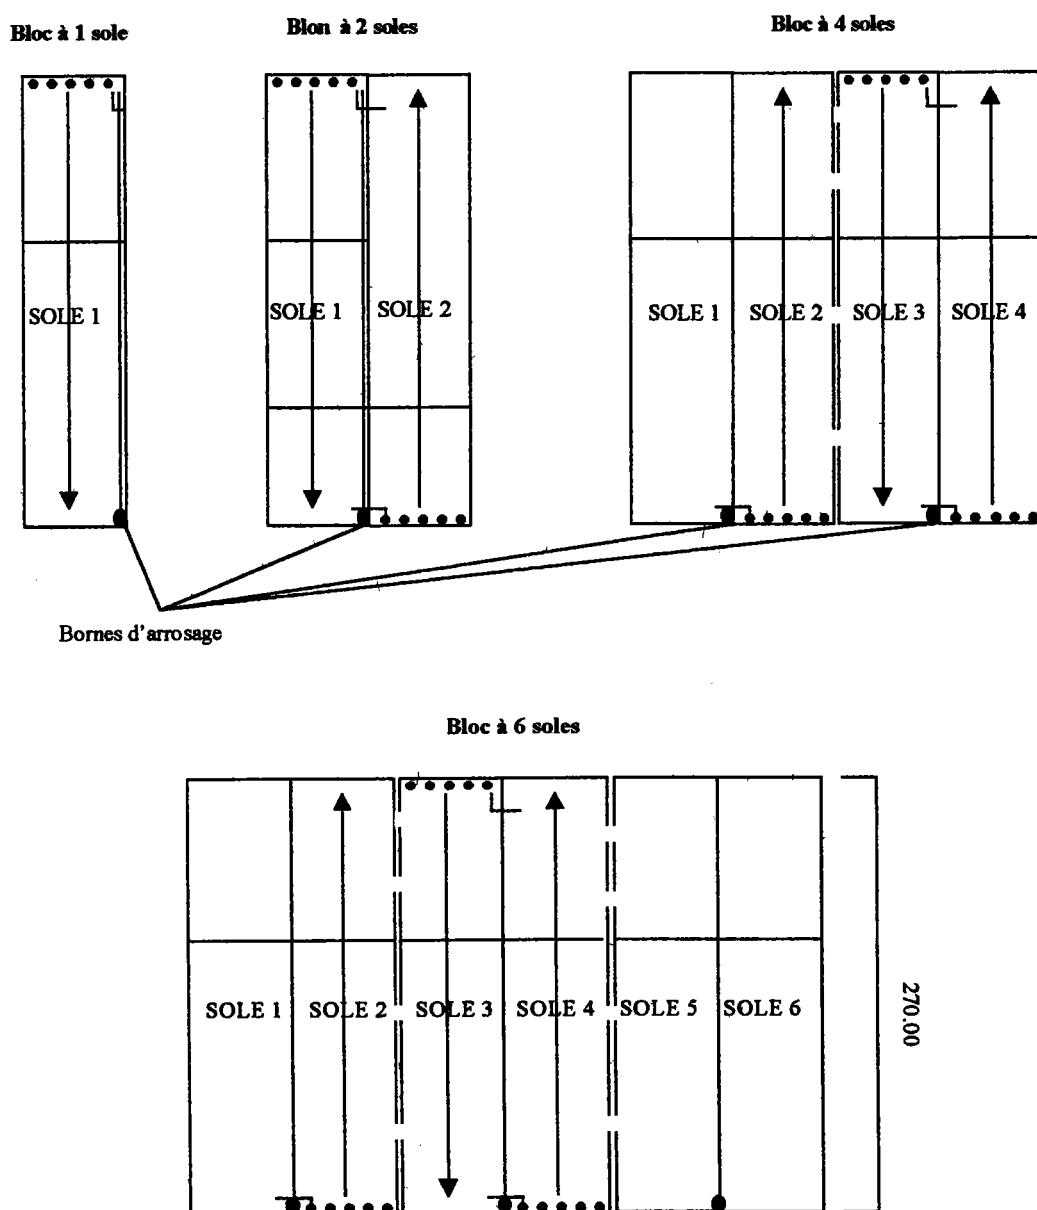 Bloc à 1 sole
Blon à 2 soles
Bloc à 4 soles
SOLE 1
SOLE 1
SOLE 2
SOLE 1
SOLE 2
SOLE 3
SOLE 4
Bornes d'arrosage
Bloc à 6 soles
SOLE 1
SOLE 2
SOLE 3
SOLE 4
SOLE 5
SOLE 6
270.00